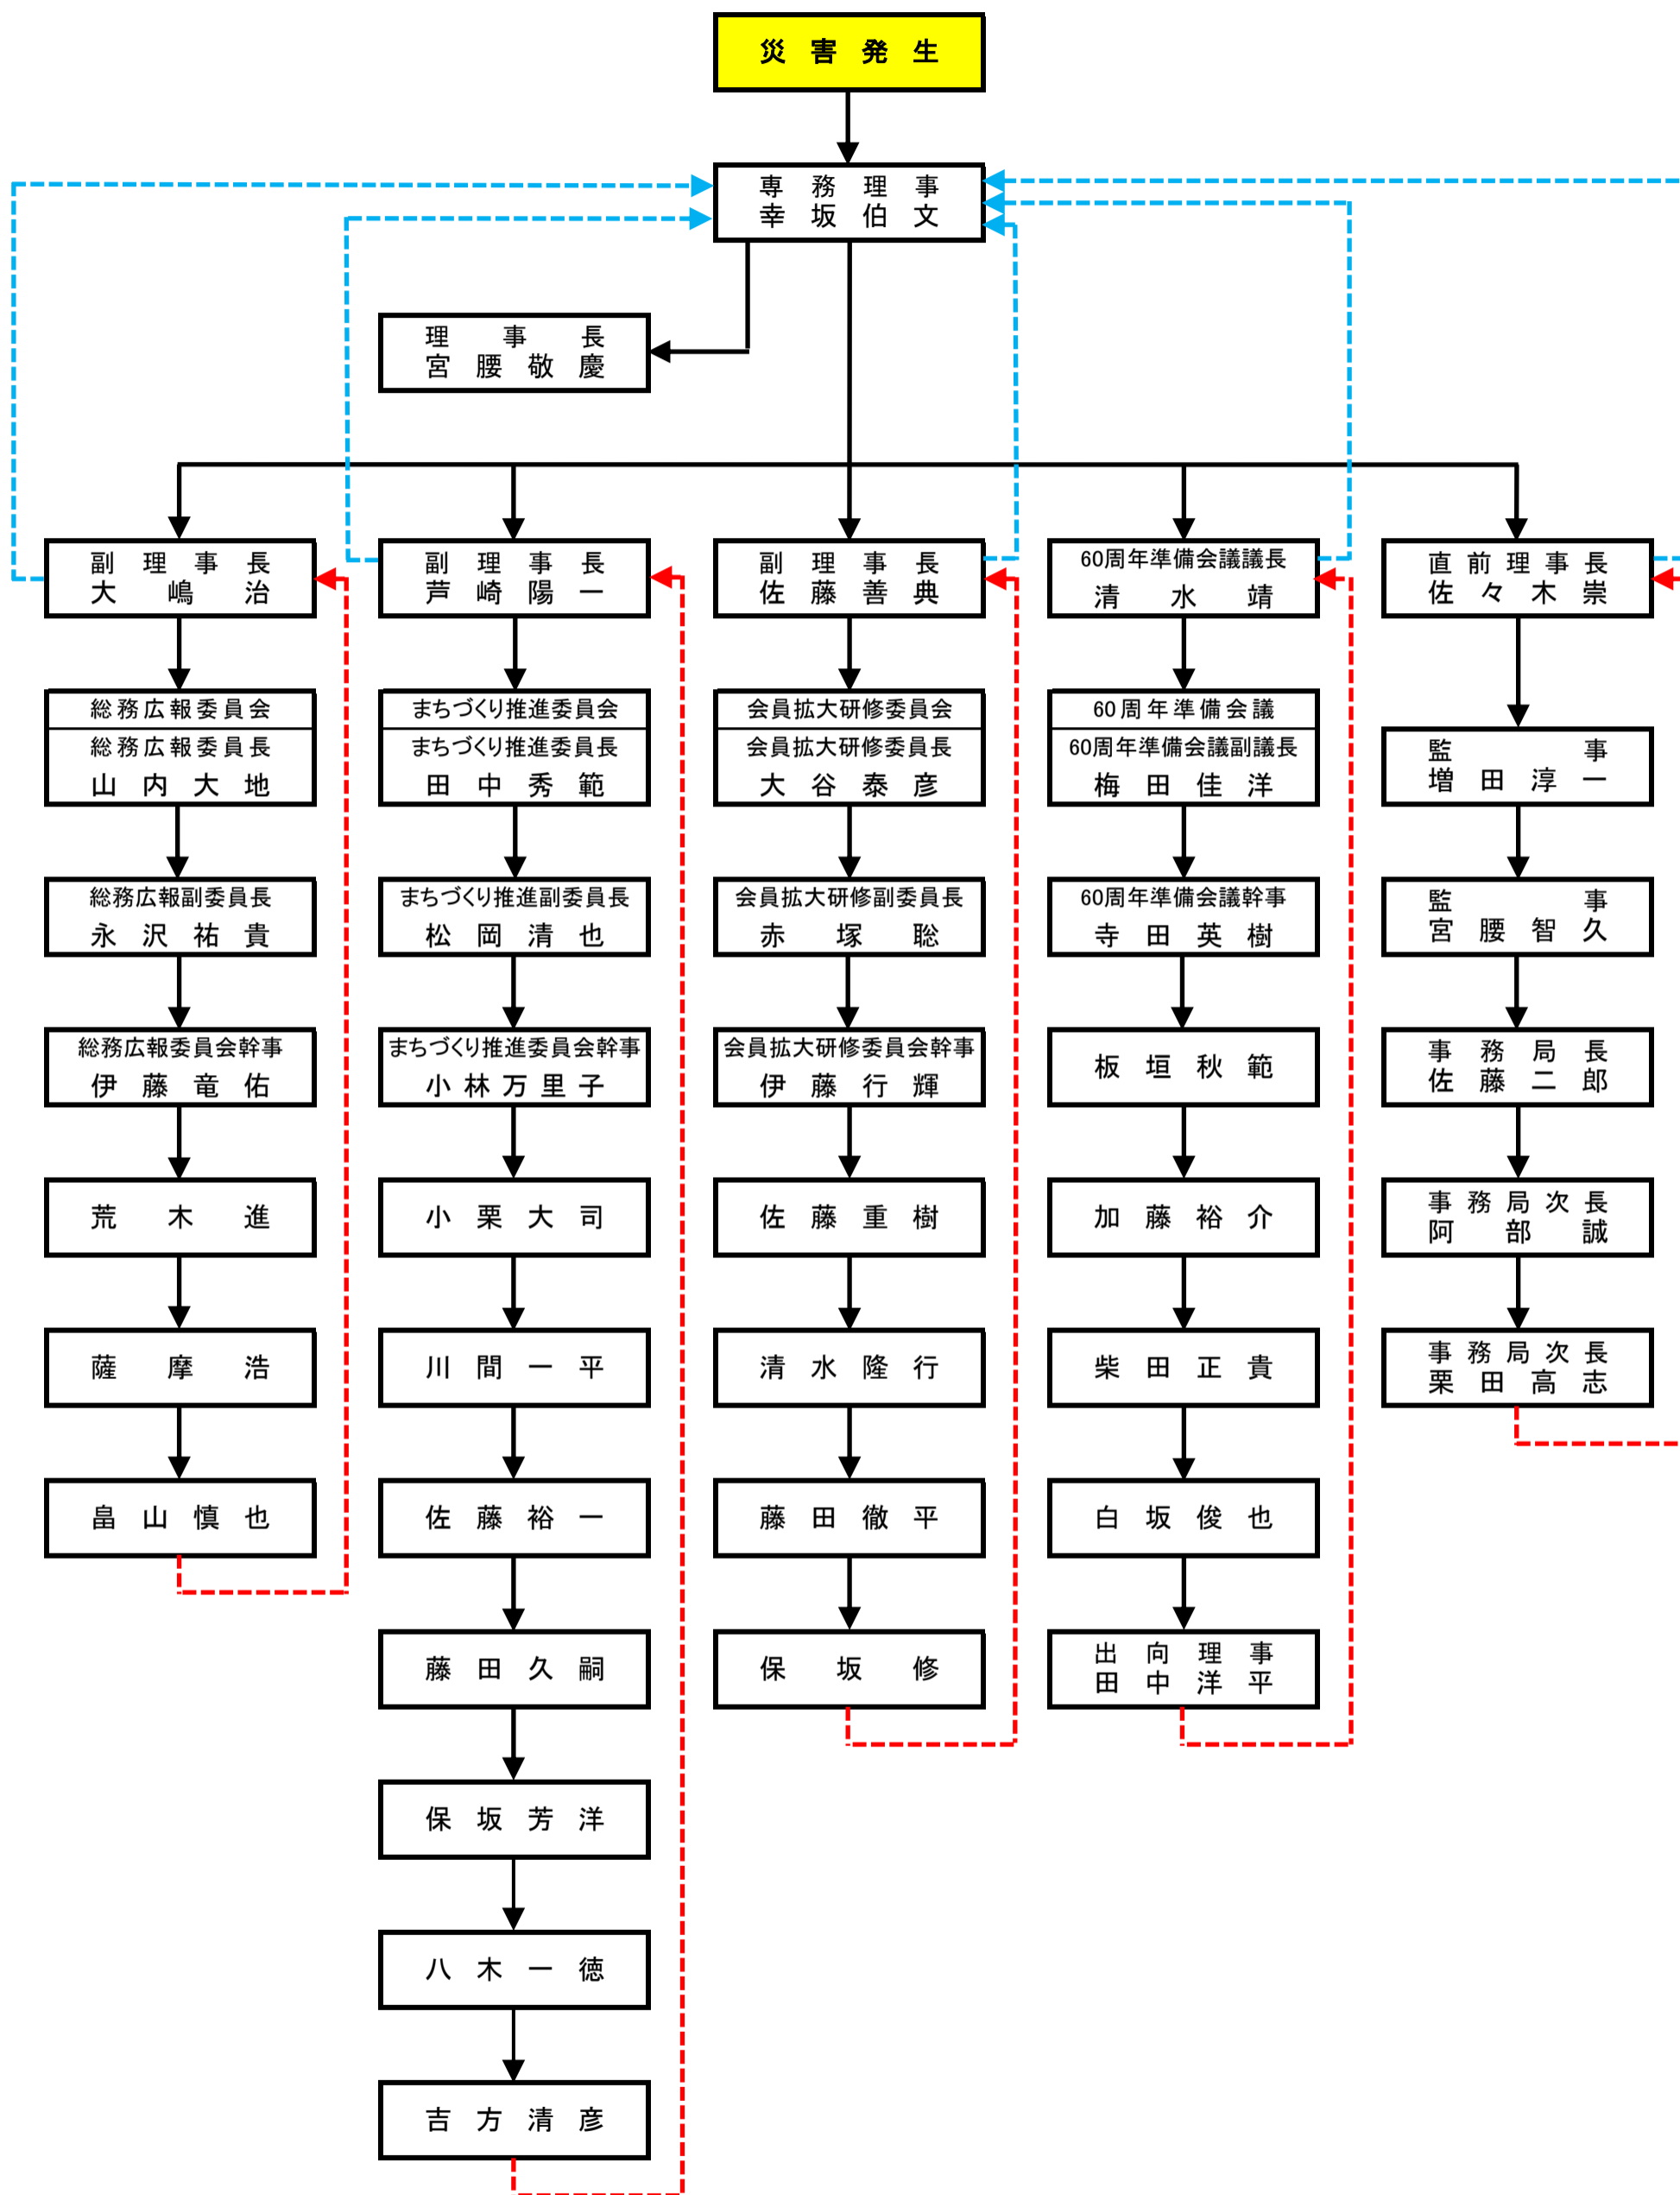 災害発生
専務理事
幸坂伯文
理事長
宮腰敬慶
副理事長
大嶋治
総務広報委員会
総務広報委員長
山内大地
総務広報副委員長
永沢祐貴
総務広報委員会幹事
伊藤竜佑
荒木進
薩摩浩
畠山慎也
副理事長
芦崎陽一
まちづくり推進委員会
まちづくり推進委員長
田中秀範
まちづくり推進副委員長
松岡清也
まちづくり推進委員会幹事
小林万里子
小栗大司
川間一平
佐藤裕一
藤田久嗣
保坂芳洋
八木一徳
吉方清彦
副理事長
佐藤善典
会員拡大研修委員会
会員拡大研修委員長
大谷泰彦
会員拡大研修副委員長
赤塚聡
会員拡大研修委員会幹事
伊藤行輝
佐藤重樹
清水隆行
藤田徹平
保坂修
60周年準備会議議長
清水靖
60周年準備会議
60周年準備会議副議長
梅田佳洋
60周年準備会議幹事
寺田英樹
板垣秋範
加藤裕介
柴田正貴
白坂俊也
出向理事
田中洋平
直前理事長
佐々木崇
監事
増田淳一
監事
宮腰智久
事務局長
佐藤二郎
事務局次長
阿部誠
事務局次長
栗田高志